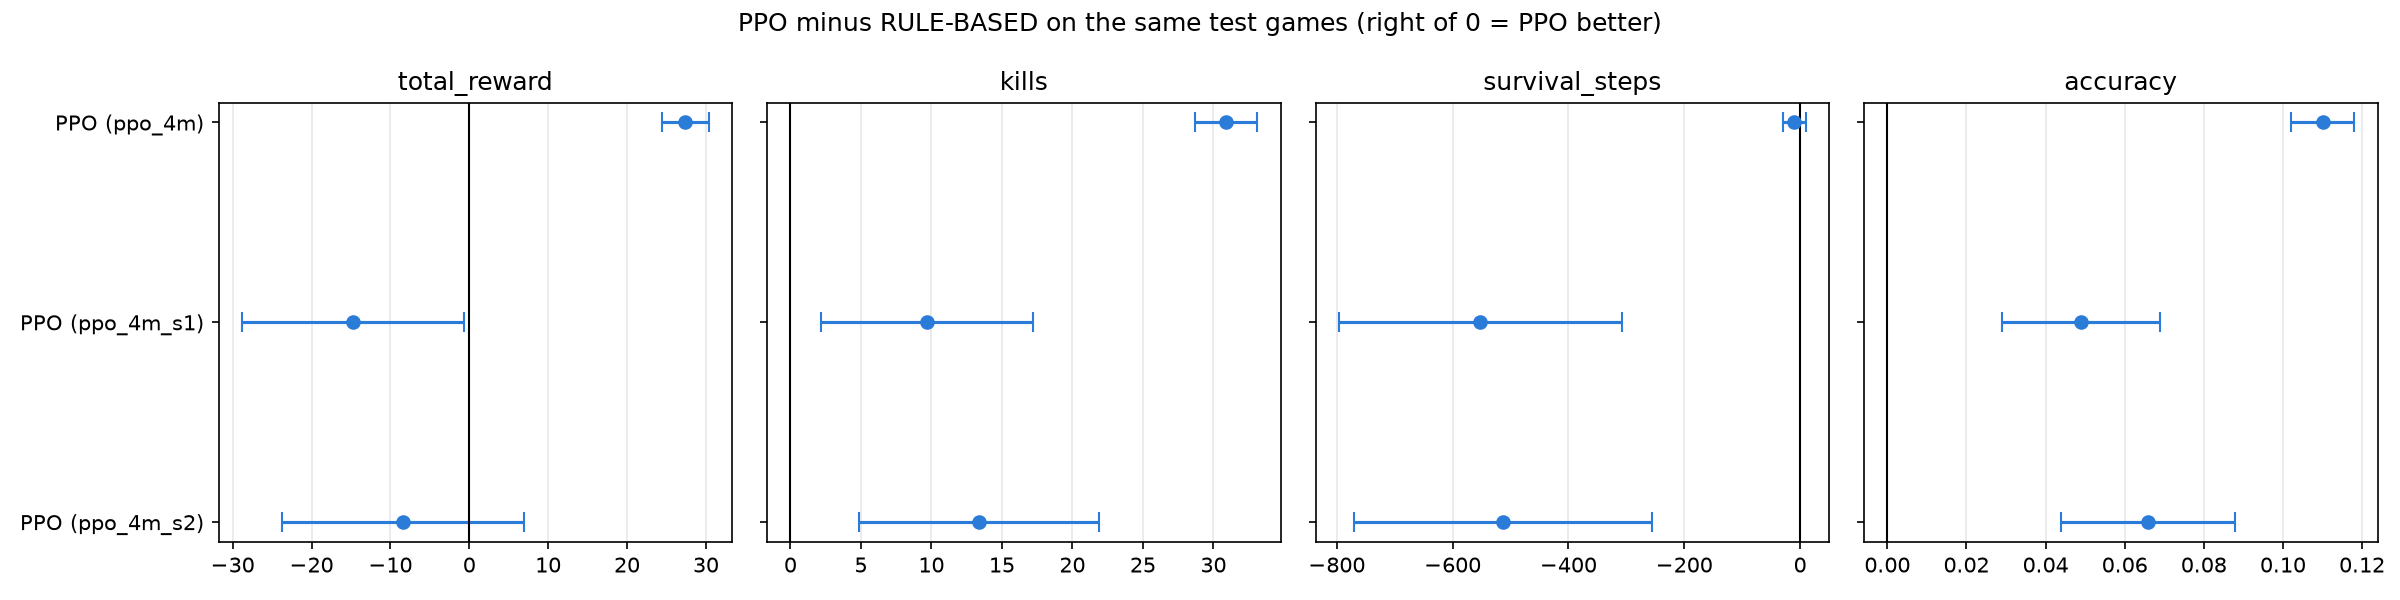 PPO minus RULE-BASED on the same test games (right of 0 = PPO better)
total_reward
kills
survival_steps
accuracy
PPO (ppo_4m)
PPO (ppo_4m_s1)
PPO (ppo_4m_s2)
−30 −20 −10 0 10 20 30
0 5 10 15 20 25 30
−800 −600 −400 −200 0
0.00 0.02 0.04 0.06 0.08 0.10 0.12